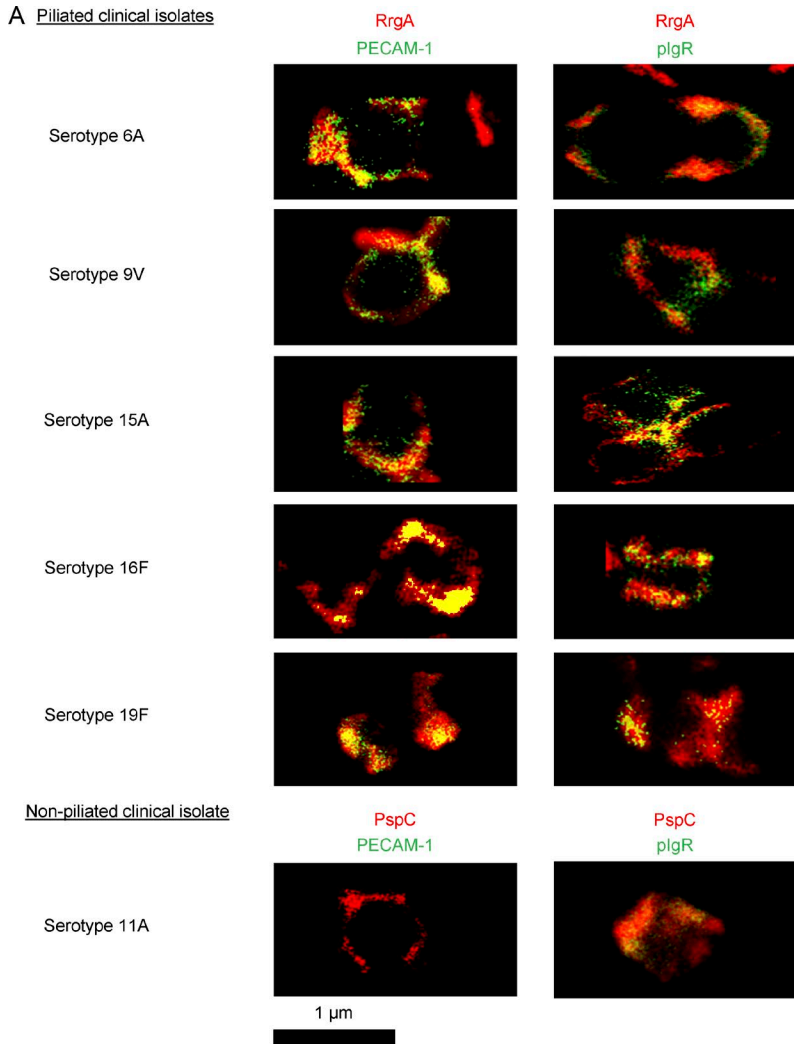 A Piliated clinical isolates
RrgA
PECAM-1
RrgA
pIgR
Serotype 6A
Serotype 9V
Serotype 15A
Serotype 16F
Serotype 19F
Non-piliated clinical isolate
PspC
PECAM-1
PspC
pIgR
Serotype 11A
1 µm